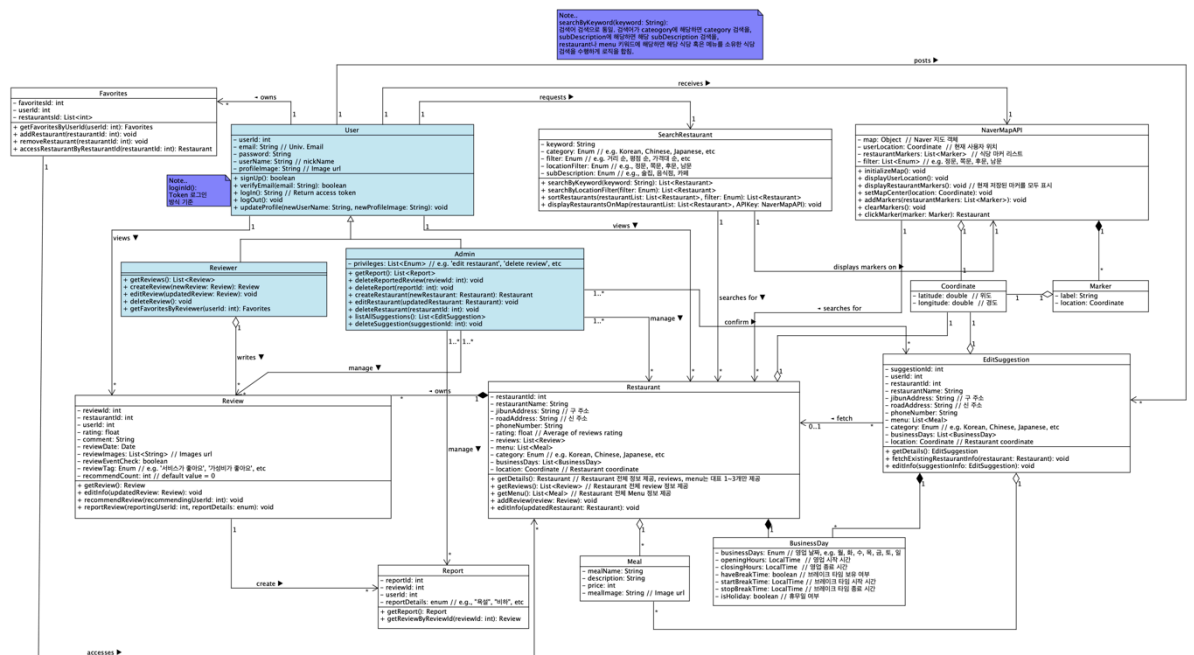 Note..
searchByKeyword(keyword: String):
검색어 검색으로 통일. 검색어가 cateogory에 해당하면 category 검색을,
subDescription에 해당하면 해당 subDescription 검색을,
restaurant나 menu 키워드에 해당하면 해당 식당 혹은 메뉴를 소유한 식당
검색을 수행하게 로직을 합침.
posts ▶
receives ▶
requests ▶
owns
Favorites
- favoritesId: int
- userId: int
- restaurantsId: List<int>
+ getFavoritesByUserId(userId: int): Favorites
+ addRestaurant(restaurantId: int): void
+ removeRestaurant(restaurantId: int): void
+ accessRestaurantByRestaurantId(restaurantId: int): Restaurant
User
- userId: int
- email: String // Univ. Email
- password: String
- userName: String // nickName
- profileImage: String // Image url
+ signUp(): boolean
+ verifyEmail(email: String): boolean
+ logIn(): String // Return access token
+ logOut(): void
+ updateProfile(newUserName: String, newProfileImage: String): void
Note..
loginId():
Token 로그인
방식 기준
SearchRestaurant
- keyword: String
- category: Enum // e.g. Korean, Chinese, Japanese, etc
- filter: Enum // e.g. 거리 순, 평점 순, 가격대 순, etc
- locationFilter: Enum // e.g., 정문, 쪽문, 후문, 남문
- subDescription: Enum // e.g., 술집, 음식점, 카페
+ searchByKeyword(keyword: String): List<Restaurant>
+ searchByLocationFilter(filter: Enum): List<Restaurant>
+ sortRestaurants(restaurantList: List<Restaurant>, filter: Enum): List<Restaurant>
+ displayRestaurantsOnMap(restaurantList: List<Restaurant>, APIKey: NaverMapAPI): void
NaverMapAPI
- map: Object // Naver 지도 객체
- userLocation: Coordinate // 현재 사용자 위치
- restaurantMarkers: List<Marker> // 식당 마커 리스트
- filter: List<Enum> // e.g. 정문, 쪽문, 후문, 남문
+ initializeMap(): void
+ displayUserLocation(): void
+ displayRestaurantMarkers(): void // 현재 저장된 마커를 모두 표시
+ setMapCenter(location: Coordinate): void
+ addMarkers(restaurantMarkers: List<Marker>): void
+ clearMarkers(): void
+ clickMarker(marker: Marker): Restaurant
views ▼
views ▼
Reviewer
+ getReviews(): List<Review>
+ createReview(newReview: Review): Review
+ editReview(updatedReview: Review): void
+ deleteReview(): void
+ getFavoritesByReviewer(userId: int): Favorites
Admin
- privileges: List<Enum> // e.g. 'edit restaurant', 'delete review', etc
+ getReport(): List<Report>
+ deleteReportedReview(reviewId: int): void
+ deleteReport(reportId: int): void
+ createRestaurant(newRestaurant: Restaurant): Restaurant
+ editRestaurant(updatedRestaurant: Restaurant): void
+ deleteRestaurant(restaurantId: int): void
+ listAllSuggestions(): List<EditSuggestion>
+ deleteSuggestion(suggestionId: int): void
displays markers on ▶
searches for ▼
searches for
Coordinate
- latitude: double // 위도
- longitude: double // 경도
Marker
- label: String
- location: Coordinate
manage ▼
confirm ▶
writes ▼
manage ▼
owns
manage ▼
fetch
0..1
1..*
1..*
1..*
1..*
Review
- reviewId: int
- restaurantId: int
- userId: int
- rating: float
- comment: String
- reviewDate: Date
- reviewImages: List<String> // Images url
- reviewEventCheck: boolean
- reviewTag: Enum // e.g. '서비스가 좋아요', '가성비가 좋아요', etc
- recommendCount: int // default value = 0
+ getReview(): Review
+ editInfo(updatedReview: Review): void
+ recommendReview(recommendingUserId: int): void
+ reportReview(reportingUserId: int, reportDetails: enum): void
Restaurant
- restaurantId: int
- restaurantName: String
- jibunAddress: String // 구 주소
- roadAddress: String // 신 주소
- phoneNumber: String
- rating: float // Average of reviews rating
- reviews: List<Review>
- menu: List<Meal>
- category: Enum // e.g. Korean, Chinese, Japanese, etc
- businessDays: List<BusinessDay>
- location: Coordinate // Restaurant coordinate
+ getDetails(): Restaurant // Restaurant 전체 정보 제공, reviews, menu는 대표 1~3개만 제공
+ getReviews(): List<Review> // Restaurant 전체 review 정보 제공
+ getMenu(): List<Meal> // Restaurant 전체 Menu 정보 제공
+ addReview(review: Review): void
+ editInfo(updatedRestaurant: Restaurant): void
EditSuggestion
- suggestionId: int
- userId: int
- restaurantId: int
- restaurantName: String
- jibunAddress: String // 구 주소
- roadAddress: String // 신 주소
- phoneNumber: String
- menu: List<Meal>
- category: Enum // e.g. Korean, Chinese, Japanese, etc
- businessDays: List<BusinessDay>
- location: Coordinate // Restaurant coordinate
+ getDetails(): EditSuggestion
+ fetchExistingRestaurantInfo(restaurant: Restaurant): void
+ editInfo(suggestionInfo: EditSuggestion): void
create ▶
Report
- reportId: int
- reviewId: int
- userId: int
- reportDetails: enum // e.g., "욕설", "비하", etc
+ getReport(): Report
+ getReviewByReviewId(reviewId: int): Review
Meal
- mealName: String
- description: String
- price: int
- mealImage: String // Image url
BusinessDay
- businessDays: Enum // 영업 날짜, e.g. 월, 화, 수, 목, 금, 토, 일
- openingHours: LocalTime // 영업 시작 시간
- closingHours: LocalTime // 영업 종료 시간
- haveBreakTime: boolean // 브레이크 타임 보유 여부
- startBreakTime: LocalTime // 브레이크 타임 시작 시간
- stopBreakTime: LocalTime // 브레이크 타임 종료 시간
- isHoliday: boolean // 휴무일 여부
accesses ▶